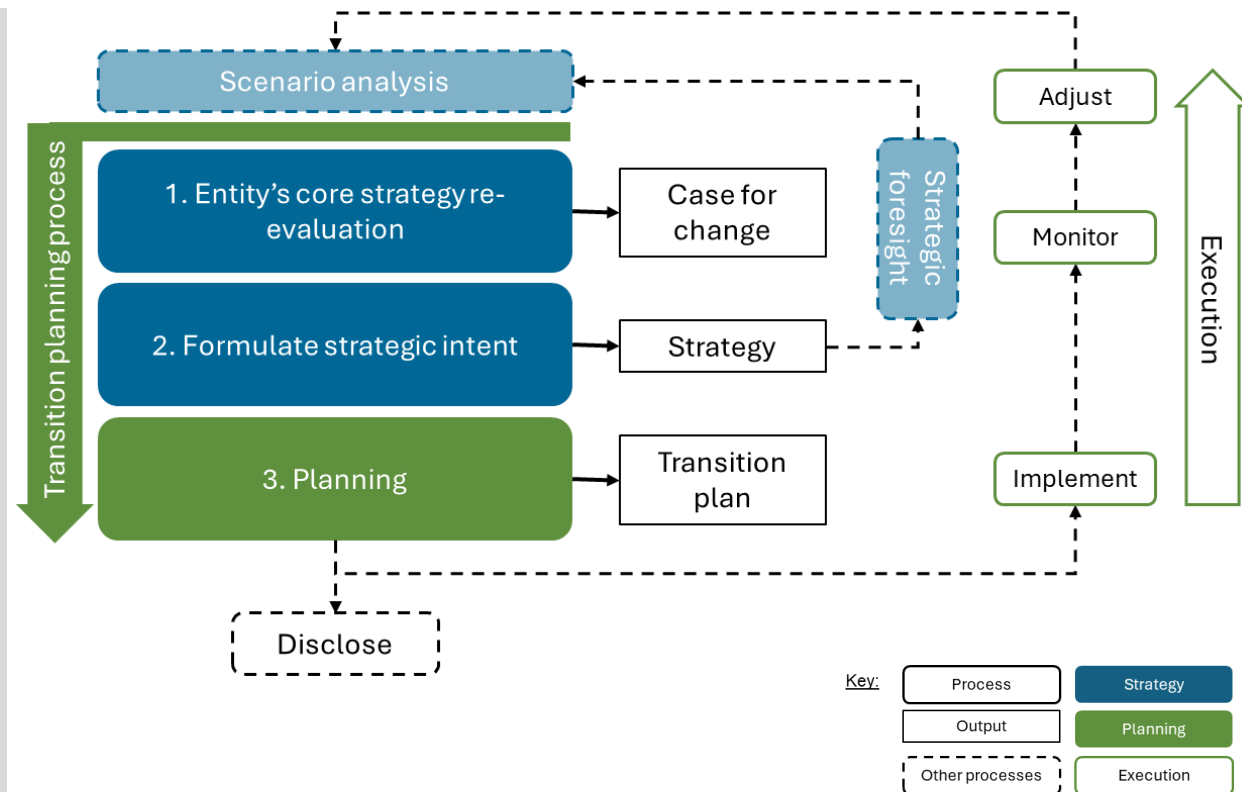 Scenario analysis
Adjust
Transition planning process
1. Entity's core strategy re-
evaluation
Case for
change
Strategic
foresight
Monitor
Execution
2. Formulate strategic intent
Strategy
3. Planning
Transition
plan
Implement
Disclose
Key:
Process
Strategy
Output
Planning
Other processes
Execution